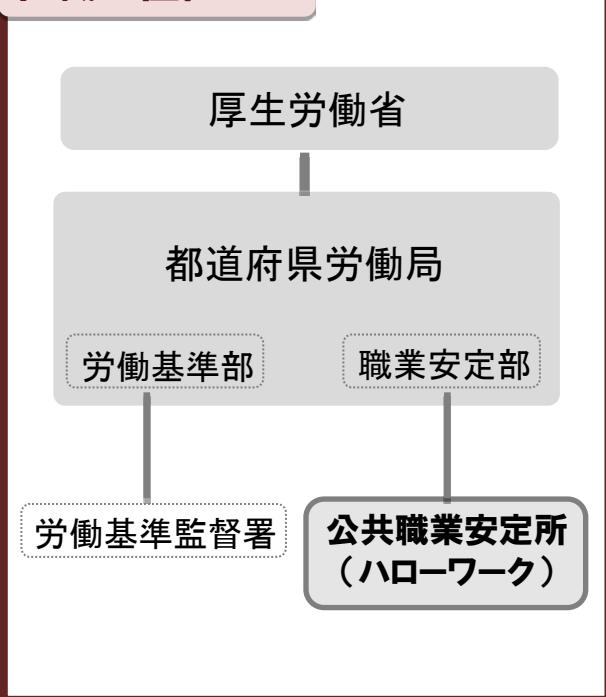 厚生労働省
都道府県労働局
労働基準部
職業安定部
労働基準監督署
公共職業安定所
(ハローワーク)